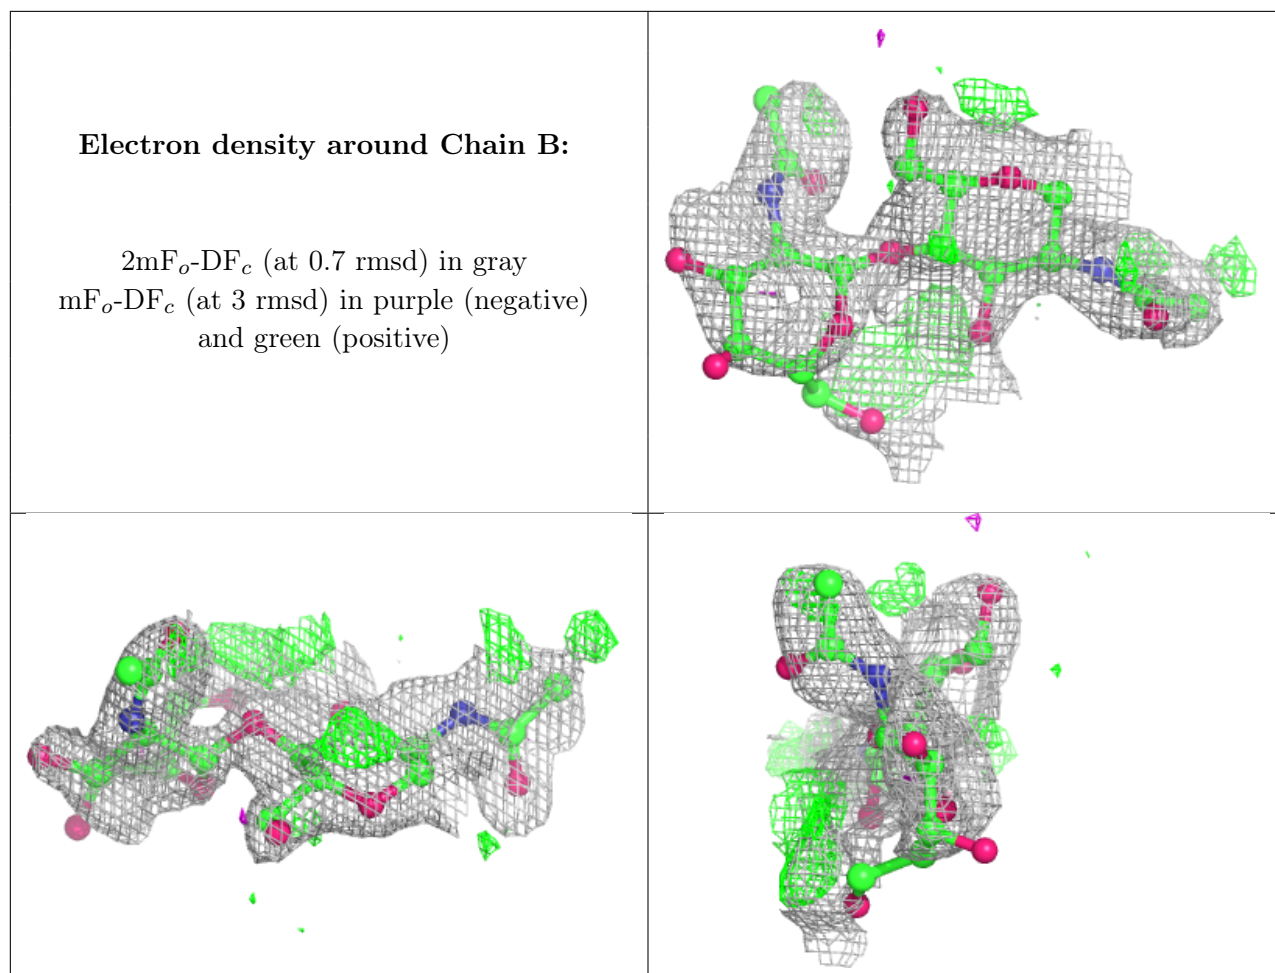 Electron density around Chain B:
2mFₒ-DF𝒸 (at 0.7 rmsd) in gray
mFₒ-DF𝒸 (at 3 rmsd) in purple (negative)
and green (positive)